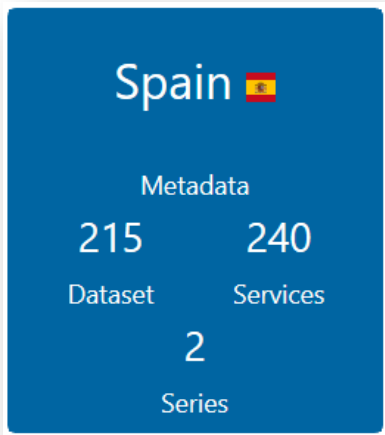 Spain
Metadata
215 240
Dataset Services
2
Series